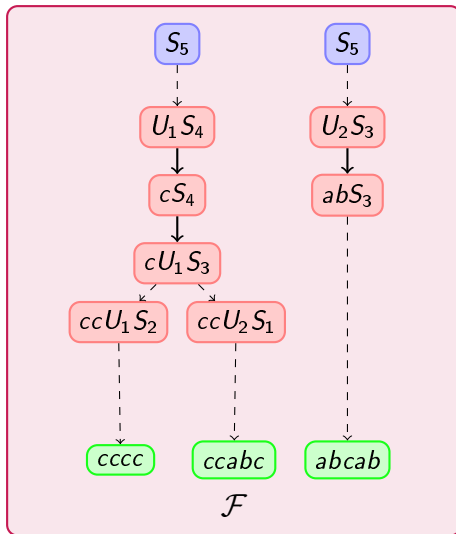 S₅ S₅
U₁S₄ U₂S₃
cS₄ abS₃
cU₁S₃
ccU₁S₂ ccU₂S₁
cccc ccabc abcab
ℱ